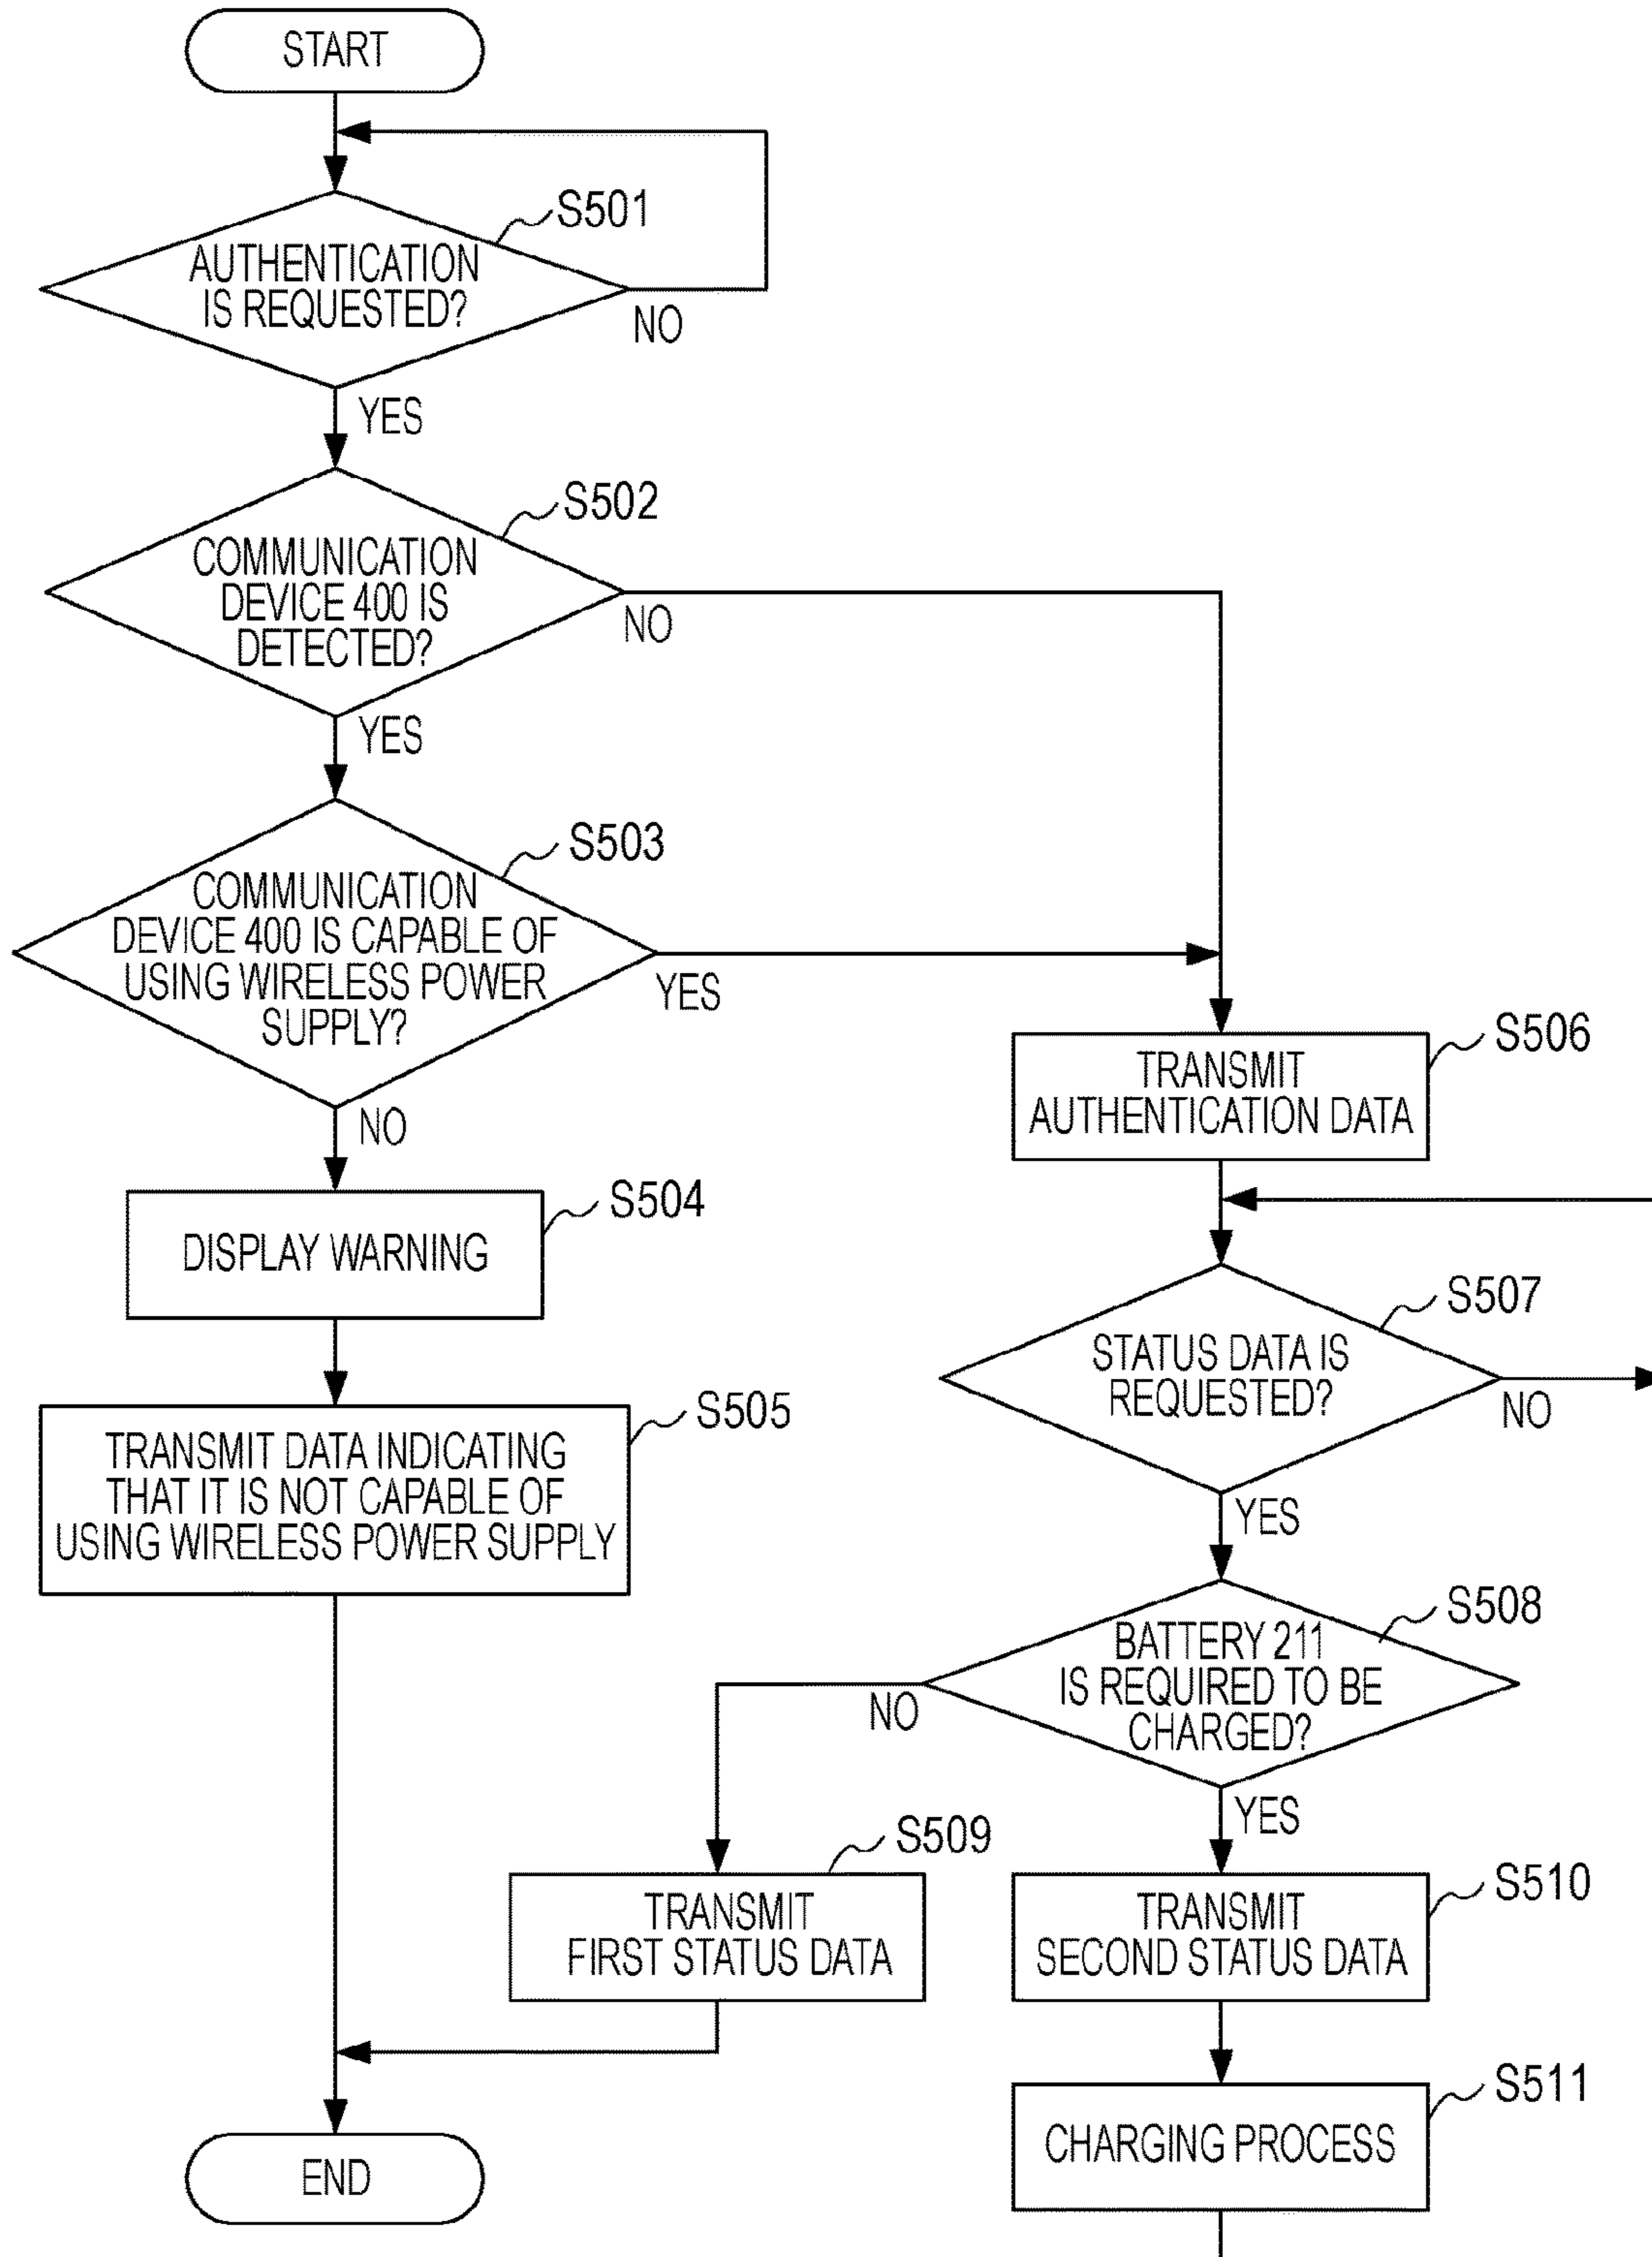 START
S501
AUTHENTICATION
IS REQUESTED?
NO
YES
S502
COMMUNICATION
DEVICE 400 IS
DETECTED?
NO
YES
S503
COMMUNICATION
DEVICE 400 IS CAPABLE OF
USING WIRELESS POWER
SUPPLY?
YES
NO
S504
DISPLAY WARNING
S505
TRANSMIT DATA INDICATING
THAT IT IS NOT CAPABLE OF
USING WIRELESS POWER SUPPLY
S506
TRANSMIT
AUTHENTICATION DATA
S507
STATUS DATA IS
REQUESTED?
NO
YES
S508
BATTERY 211
IS REQUIRED TO BE
CHARGED?
NO
YES
S509
TRANSMIT
FIRST STATUS DATA
S510
TRANSMIT
SECOND STATUS DATA
S511
CHARGING PROCESS
END